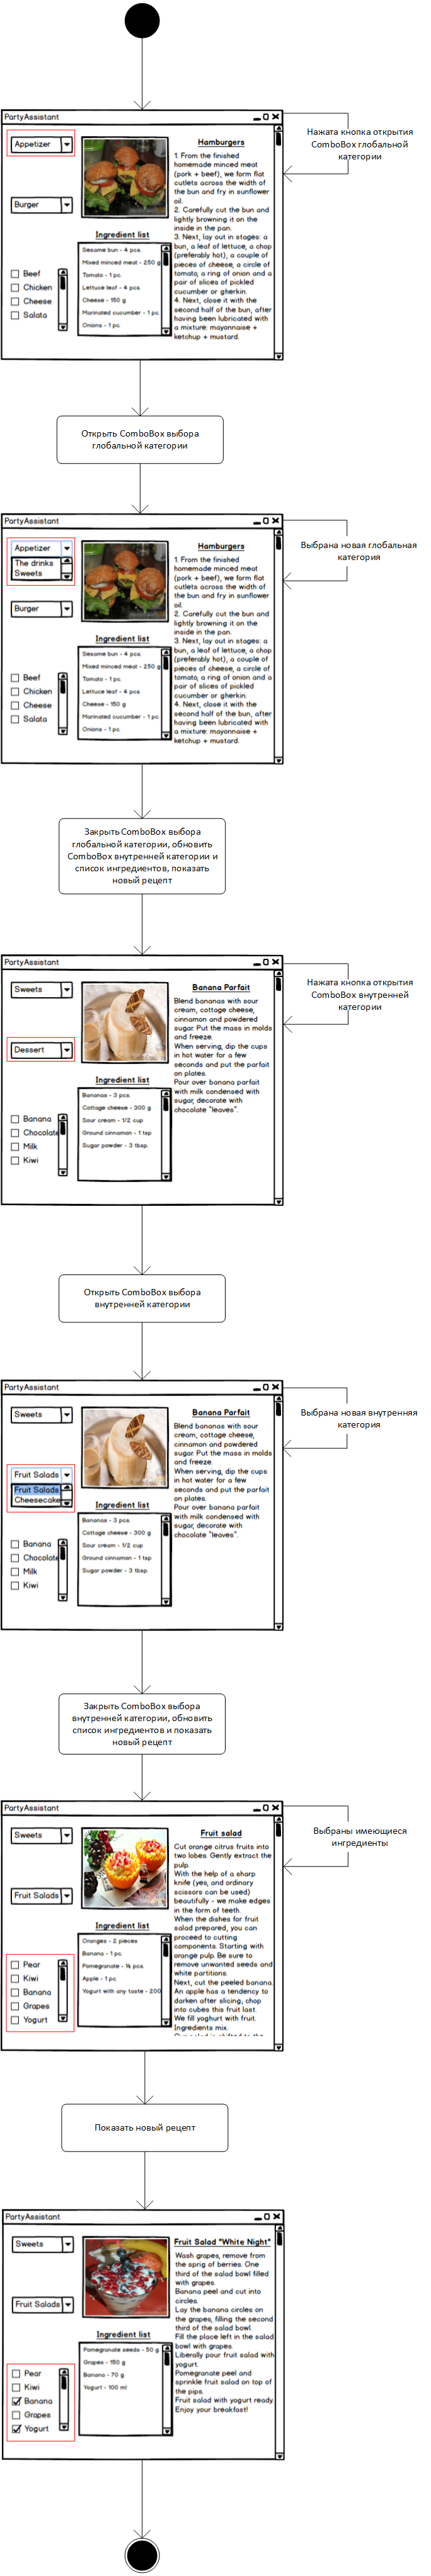 PartyAssistant
Appetizer
Burger
Beef
Chicken
Cheese
Salata
Ingredient list
Sesame bun - 4 pcs.
Mixed minced meat - 250 g
Tomato - 1 pc.
Lettuce leaf - 4 pcs.
Cheese - 150 g
Marinated cucumber - 1 pc.
Onions - 1 pc.
Hamburgers
1. From the finished
homemade minced meat
(pork + beef), we form flat
cutlets across the width of
the bun and fry in sunflower
oil.
2. Carefully cut the bun and
lightly browning it on the
inside in the pan.
3. Next, lay out in stages: a
bun, a leaf of lettuce, a chop
(preferably hot), a couple of
pieces of cheese, a circle of
tomato, a ring of onion and a
pair of slices of pickled
cucumber or gherkin.
4. Next, close it with the
second half of the bun, after
having been lubricated with
a mixture: mayonnaise +
ketchup + mustard.
Нажата кнопка открытия
ComboBox глобальной
категории
Открыть ComboBox выбора
глобальной категории
PartyAssistant
Appetizer
The drinks
Sweets
Burger
Beef
Chicken
Cheese
Salata
Ingredient list
Sesame bun - 4 pcs.
Mixed minced meat - 250 g
Tomato - 1 pc.
Lettuce leaf - 4 pcs.
Cheese - 150 g
Marinated cucumber - 1 pc.
Onions - 1 pc.
Hamburgers
1. From the finished
homemade minced meat
(pork + beef), we form flat
cutlets across the width of
the bun and fry in sunflower
oil.
2. Carefully cut the bun and
lightly browning it on the
inside in the pan.
3. Next, lay out in stages: a
bun, a leaf of lettuce, a chop
(preferably hot), a couple of
pieces of cheese, a circle of
tomato, a ring of onion and a
pair of slices of pickled
cucumber or gherkin.
4. Next, close it with the
second half of the bun, after
having been lubricated with
a mixture: mayonnaise +
ketchup + mustard.
Выбрана новая глобальная
категория
Закрыть ComboBox выбора
глобальной категории, обновить
ComboBox внутренней категории и
список ингредиентов, показать
новый рецепт
PartyAssistant
Sweets
Dessert
Banana
Chocolate
Milk
Kiwi
Ingredient list
Bananas - 3 pcs.
Cottage cheese - 300 g
Sour cream - 1/2 cup
Ground cinnamon - 1 tsp
Sugar powder - 3 tbsp.
Banana Parfait
Blend bananas with sour
cream, cottage cheese,
cinnamon and powdered
sugar. Put the mass in molds
and freeze.
When serving, dip the cups
in hot water for a few
seconds and put the parfait
on plates.
Pour over banana parfait
with milk condensed with
sugar, decorate with
chocolate "leaves".
Нажата кнопка открытия
ComboBox внутренней
категории
Открыть ComboBox выбора
внутренней категории
PartyAssistant
Sweets
Fruit Salads
Fruit Salads
Cheesecake
Banana
Chocolate
Milk
Kiwi
Ingredient list
Bananas - 3 pcs.
Cottage cheese - 300 g
Sour cream - 1/2 cup
Ground cinnamon - 1 tsp
Sugar powder - 3 tbsp.
Banana Parfait
Blend bananas with sour
cream, cottage cheese,
cinnamon and powdered
sugar. Put the mass in molds
and freeze.
When serving, dip the cups
in hot water for a few
seconds and put the parfait
on plates.
Pour over banana parfait
with milk condensed with
sugar, decorate with
chocolate "leaves".
Выбрана новая внутренняя
категория
Закрыть ComboBox выбора
внутренней категории, обновить
список ингредиентов и показать
новый рецепт
PartyAssistant
Sweets
Fruit Salads
Pear
Kiwi
Banana
Grapes
Yogurt
Ingredient list
Oranges - 2 pieces
Banana - 1 pc.
Pomegranate - ¼ pcs.
Apple - 1 pc.
Yogurt with any taste - 200
Fruit salad
Cut orange citrus fruits into
two lobes. Gently extract the
pulp.
With the help of a sharp
knife (yes, and ordinary
scissors can be used)
beautifully - we make edges
in the form of teeth.
When the dishes for fruit
salad prepared, you can
proceed to cutting
components. Starting with
orange pulp. Be sure to
remove unwanted seeds and
white partitions.
Next, cut the peeled banana.
An apple has a tendency to
darken after slicing, chop
into cubes this fruit last.
We fill yoghurt with fruit.
Ingredients mix.
Выбраны имеющиеся
ингредиенты
Показать новый рецепт
PartyAssistant
Sweets
Fruit Salads
Pear
Kiwi
Banana
Grapes
Yogurt
Ingredient list
Pomegranate seeds - 50 g
Grapes - 150 g
Banana - 70 g
Yogurt - 100 ml
Fruit Salad "White Night"
Wash grapes, remove from
the sprig of berries. One
third of the salad bowl filled
with grapes.
Banana peel and cut into
circles.
Lay the banana circles on
the grapes, filling the second
third of the salad bowl.
Fill the place left in the salad
bowl with grapes.
Liberally pour fruit salad with
yogurt.
Pomegranate peel and
sprinkle fruit salad on top of
the pips.
Fruit salad with yogurt ready.
Enjoy your breakfast!